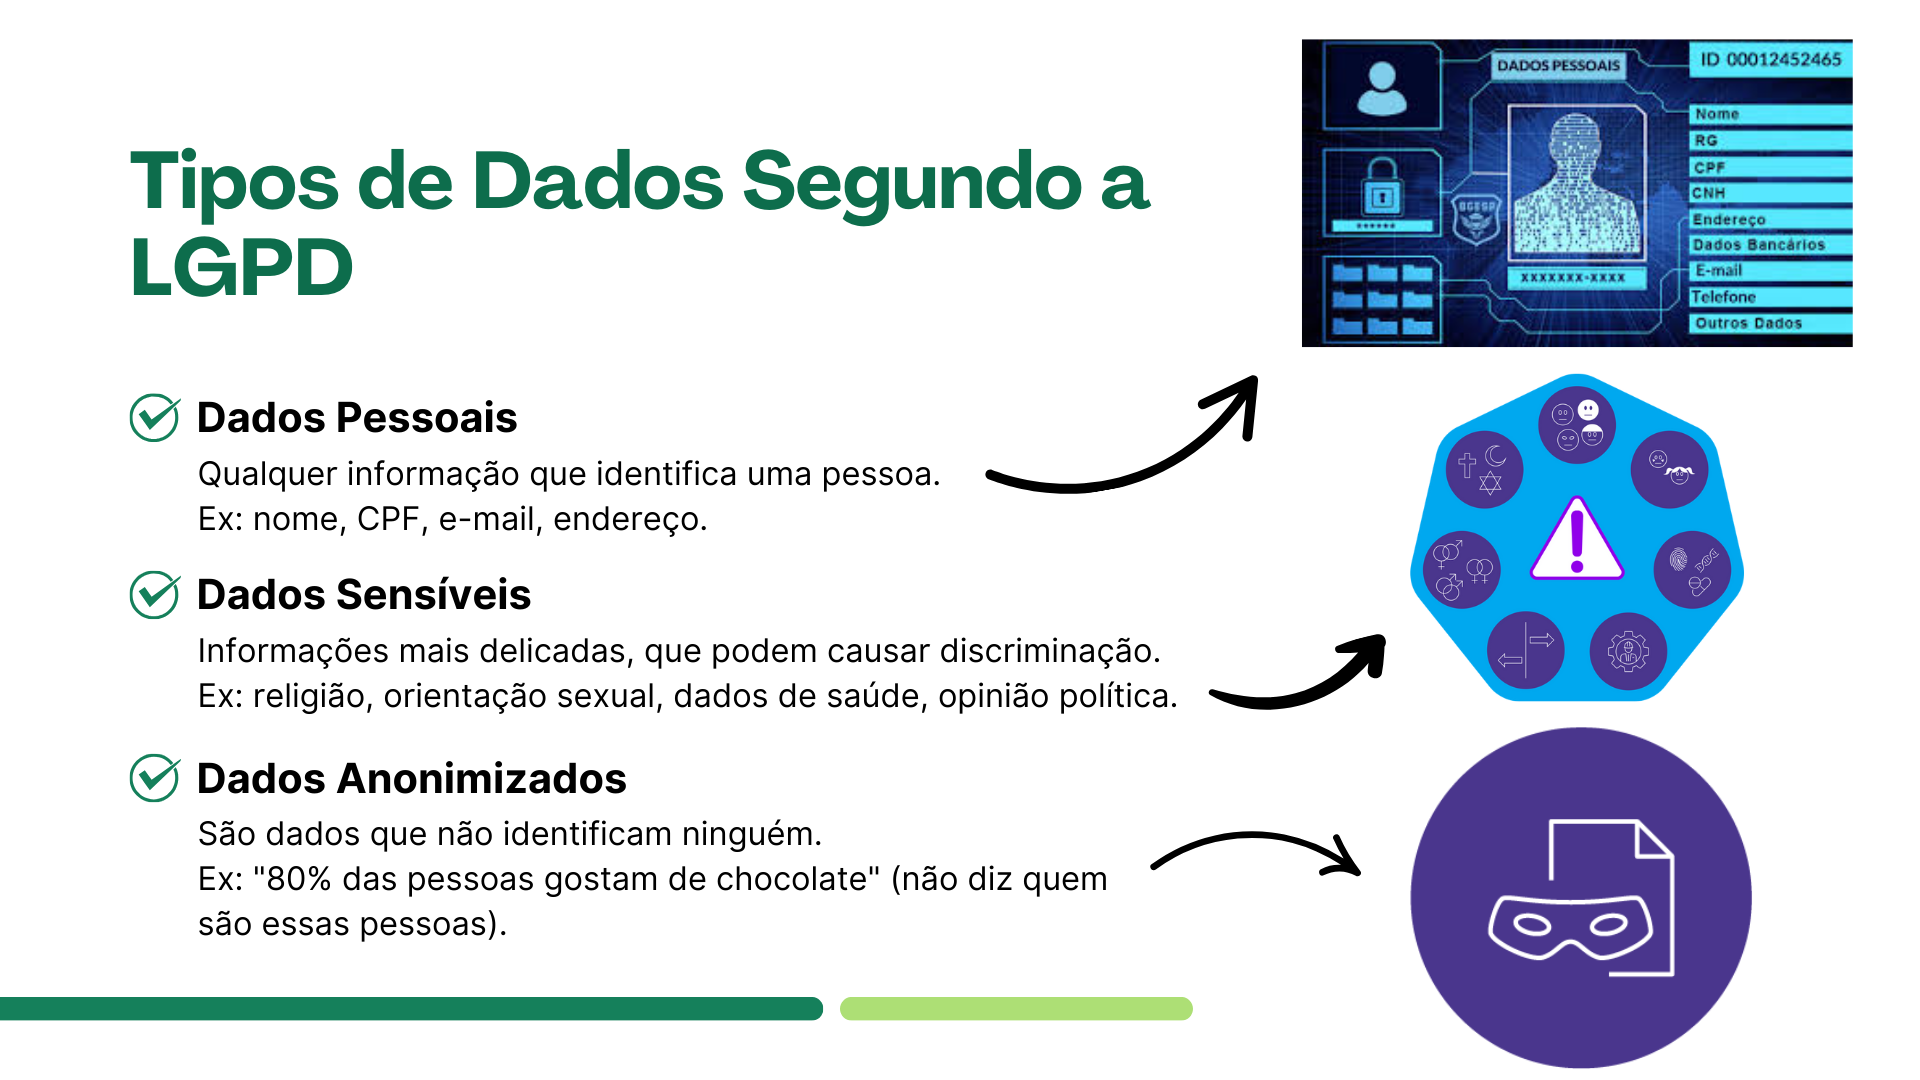 Tipos de Dados Segundo a
LGPD
Dados Pessoais
Qualquer informação que identifica uma pessoa.
Ex: nome, CPF, e-mail, endereço.
Dados Sensíveis
Informações mais delicadas, que podem causar discriminação.
Ex: religião, orientação sexual, dados de saúde, opinião política.
Dados Anonimizados
São dados que não identificam ninguém.
Ex: "80% das pessoas gostam de chocolate" (não diz quem
são essas pessoas).
DADOS PESSOAIS
ID 00012452465
Nome
RG
CPF
CNH
Endereço
Dados Bancários
E-mail
Telefone
Outros Dados
******
XXXXXXX-XXXX